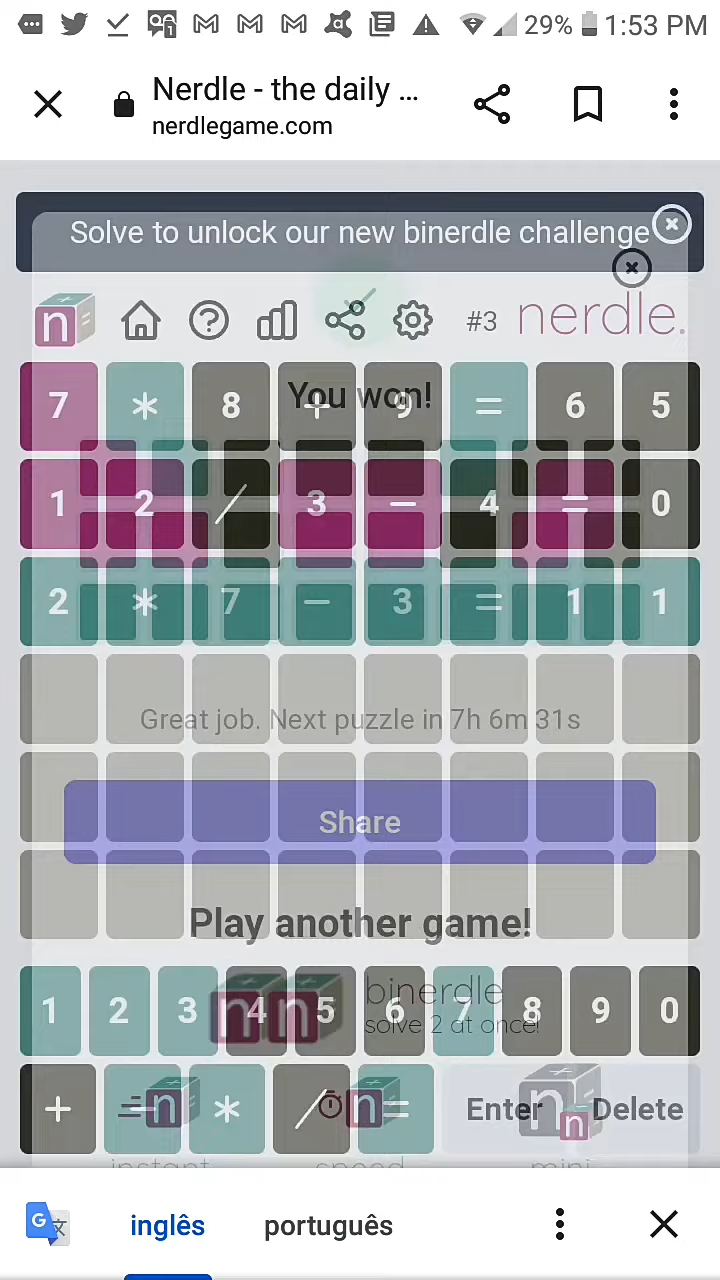 29% 1:53 PM
Nerdle - the daily ...
nerdlegame.com
Solve to unlock our new binerdle challenge
n ? #3 nerdle.
You won!
7 * 8 + 9 = 6 5
1 2 / 3 - 4 = 0
2 * 7 - 3 = 1 1
Great job. Next puzzle in 7h 6m 31s
Share
Play another game!
binerdle
solve 2 at once!
1 2 3 4 5 6 7 8 9 0
+ - * / = Enter Delete
instant speed mini
G inglês português